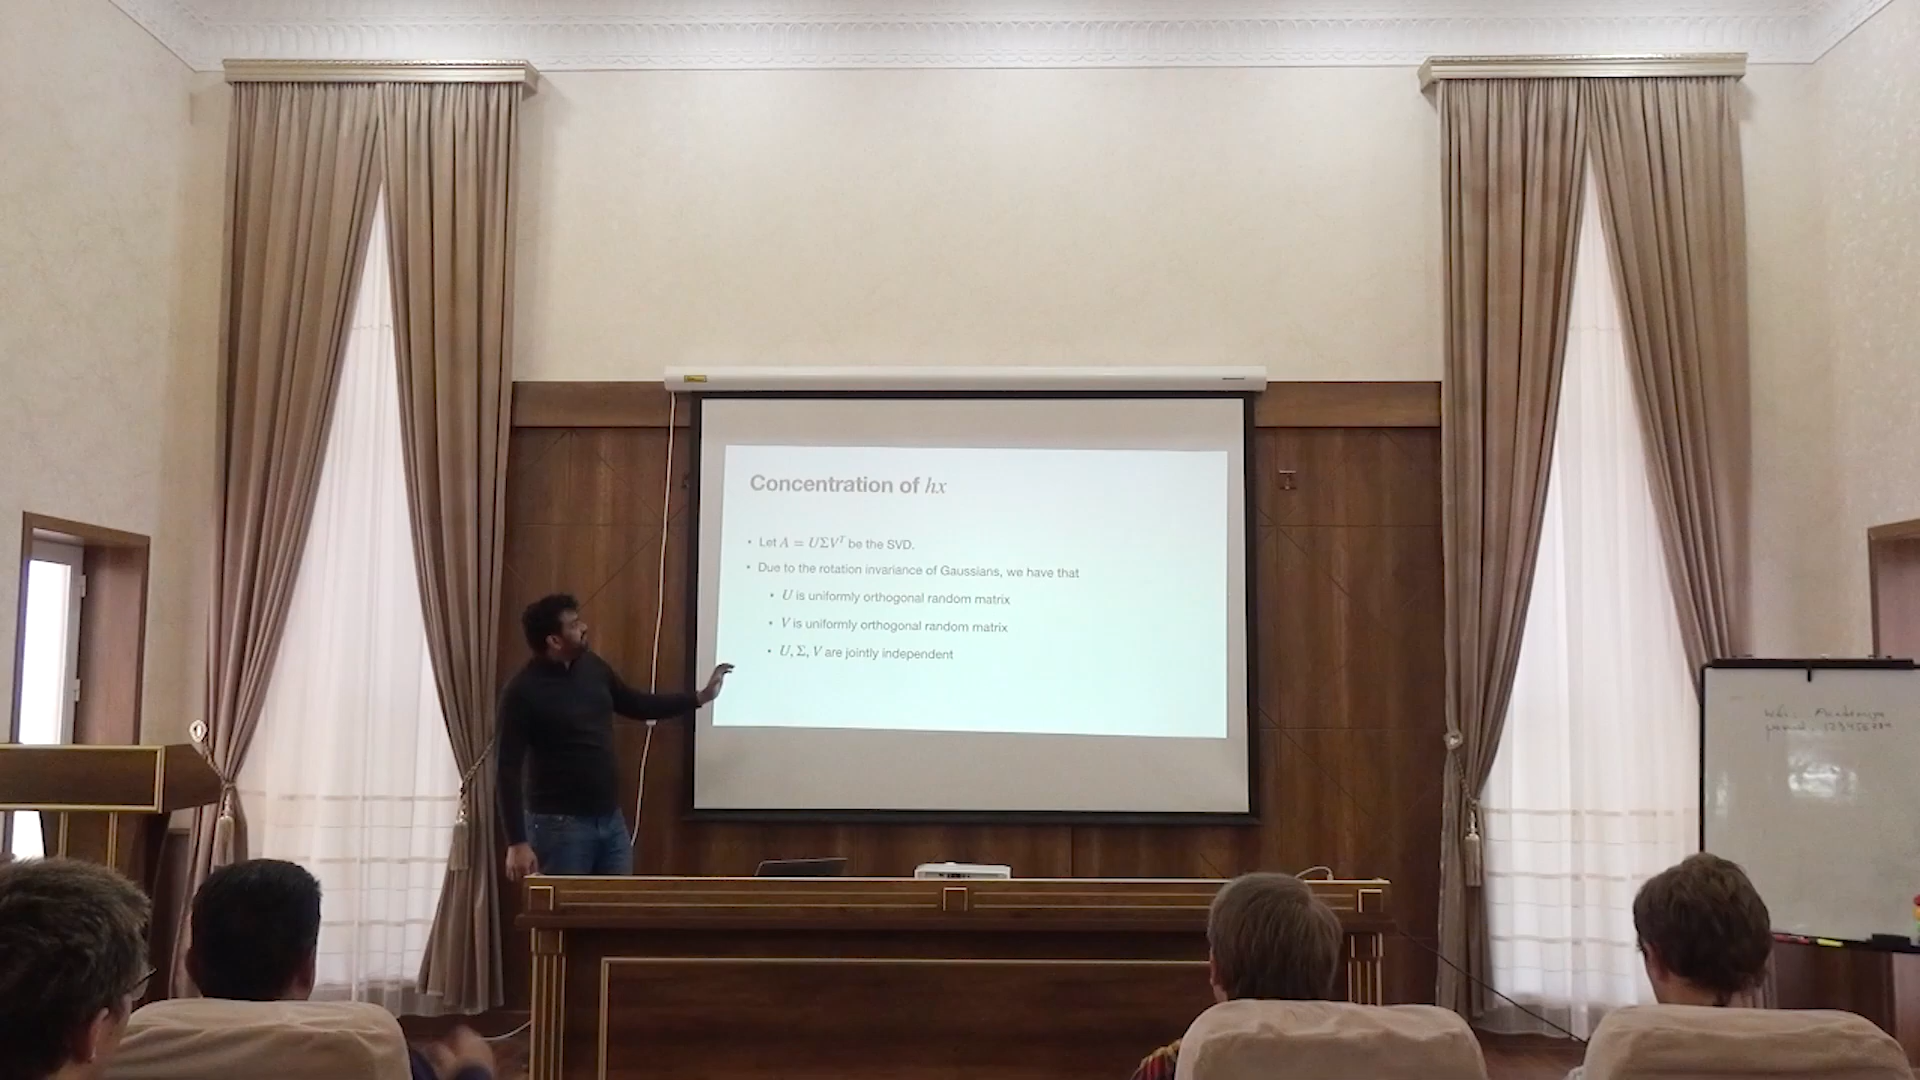 Concentration of hx
• Let A = UΣVᵀ be the SVD.
• Due to the rotation invariance of Gaussians, we have that
• U is uniformly orthogonal random matrix
• V is uniformly orthogonal random matrix
• U, Σ, V are jointly independent